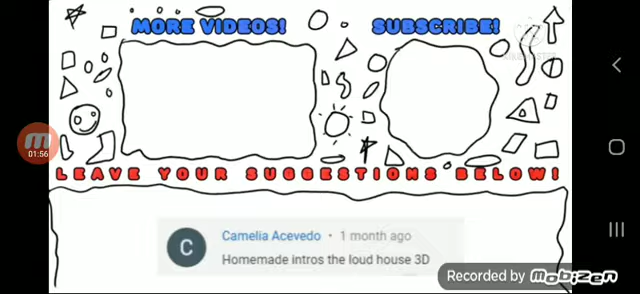 MORE VIDEOS!
SUBSCRIBE!
LEAVE YOUR SUGGESTIONS BELOW!
C
Camelia Acevedo • 1 month ago
Homemade intros the loud house 3D
01:56
Recorded by mobizen